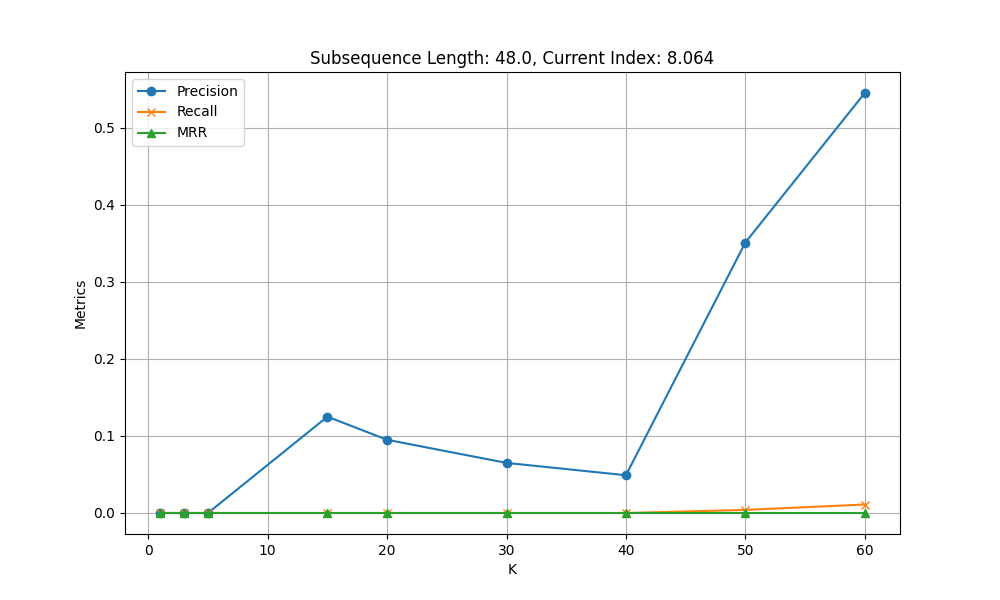 Subsequence Length: 48.0, Current Index: 8.064
Precision
Recall
MRR
Metrics
0.5
0.4
0.3
0.2
0.1
0.0
0 10 20 30 40 50 60
K